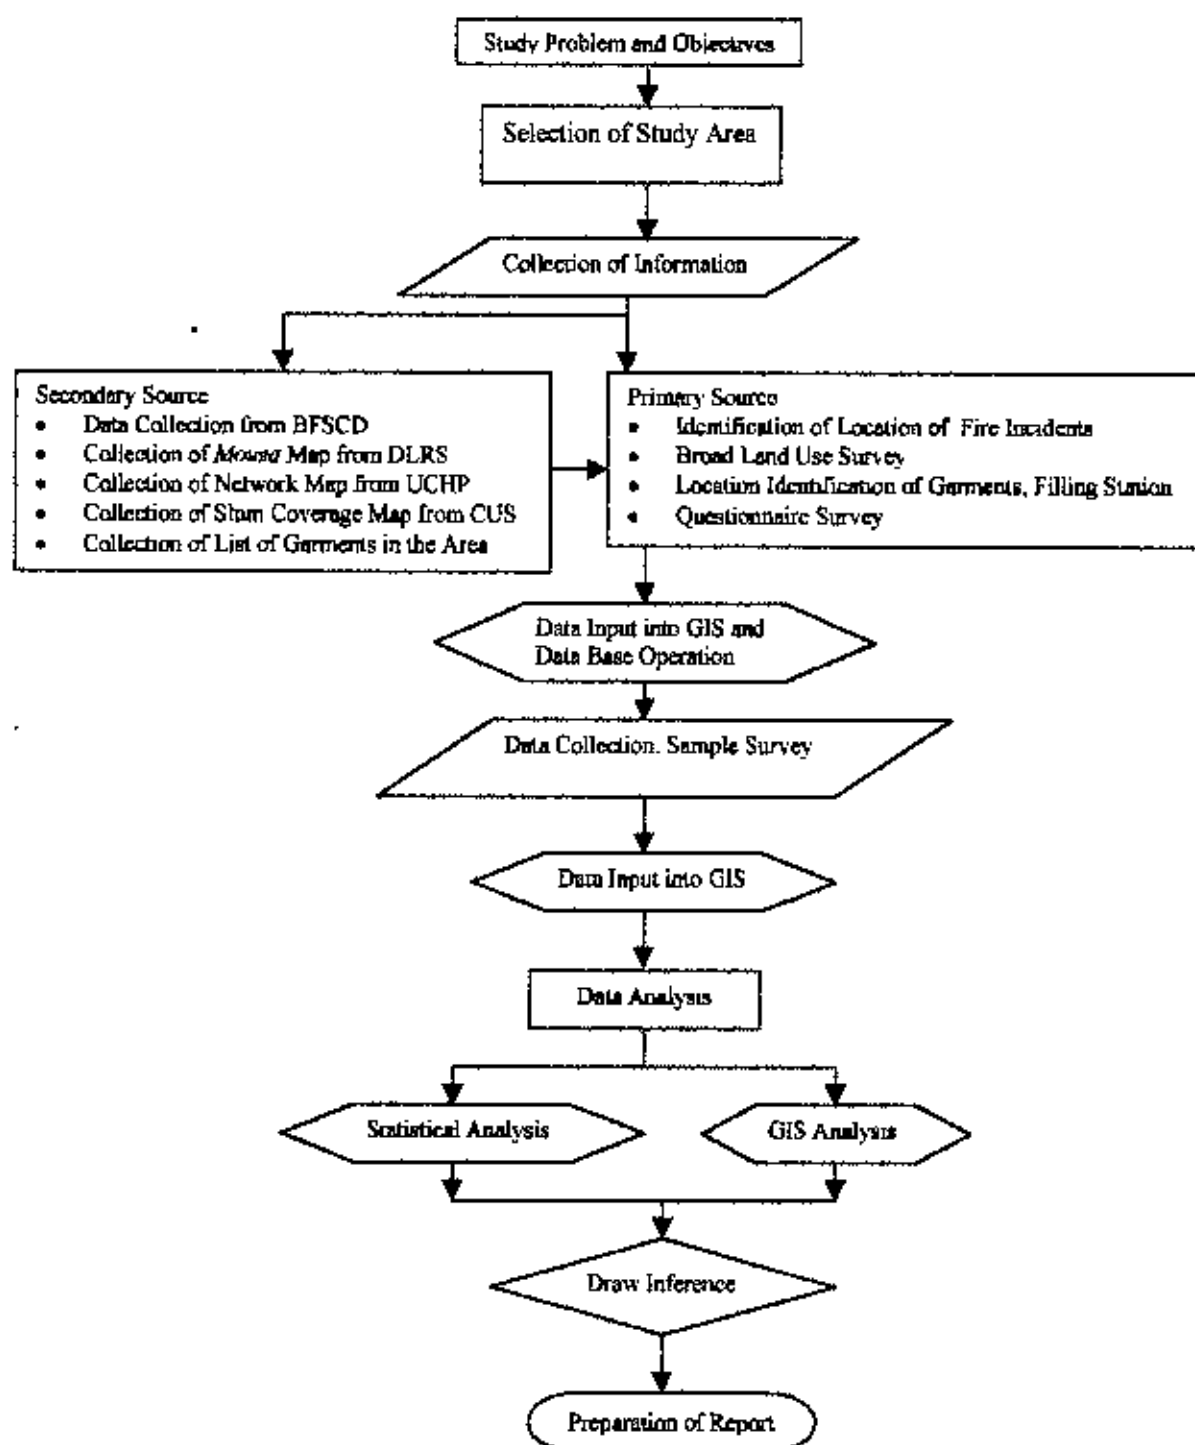 Study Problem and Objectives
Selection of Study Area
Collection of Information
Secondary Source
• Data Collection from BFSCD
• Collection of Mouza Map from DLRS
• Collection of Network Map from UCHP
• Collection of Slum Coverage Map from CUS
• Collection of List of Garments in the Area
Primary Source
• Identification of Location of Fire Incidents
• Broad Land Use Survey
• Location Identification of Garments, Filling Station
• Questionnaire Survey
Data Input into GIS and
Data Base Operation
Data Collection. Sample Survey
Data Input into GIS
Data Analysis
Statistical Analysis
GIS Analysis
Draw Inference
Preparation of Report